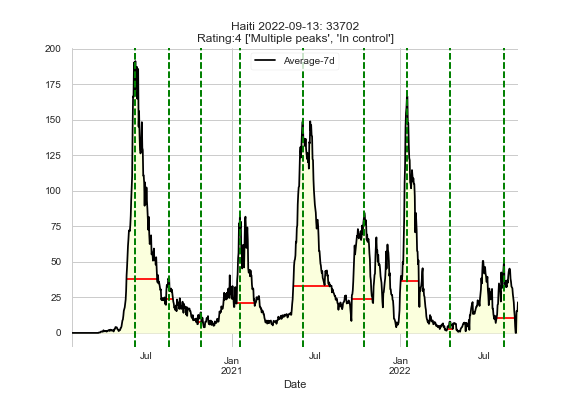 Haiti 2022-09-13: 33702
Rating:4 ['Multiple peaks', 'In control']
Average-7d
200
175
150
125
100
75
50
25
0
Jul
Jan
2021
Jul
Jan
2022
Jul
Date